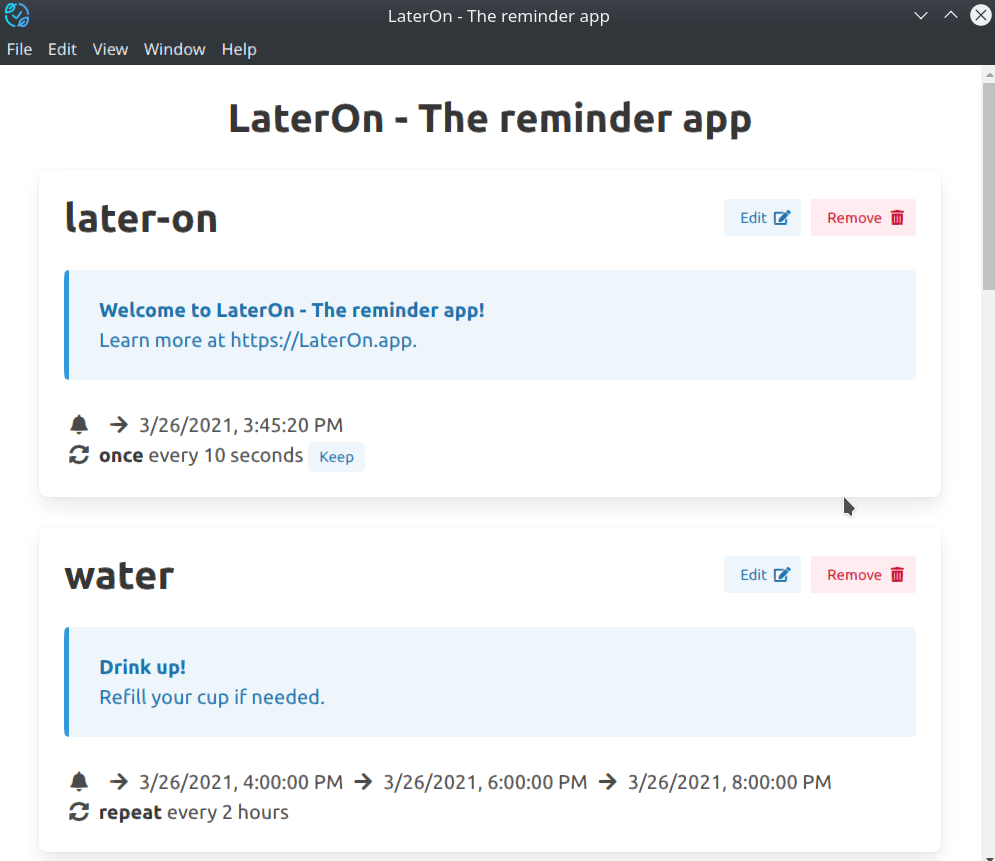 LaterOn - The reminder app
File Edit View Window Help
LaterOn - The reminder app
later-on
Edit Remove
Welcome to LaterOn - The reminder app!
Learn more at https://LaterOn.app.
3/26/2021, 3:45:20 PM
once every 10 seconds Keep
water
Edit Remove
Drink up!
Refill your cup if needed.
3/26/2021, 4:00:00 PM 3/26/2021, 6:00:00 PM 3/26/2021, 8:00:00 PM
repeat every 2 hours